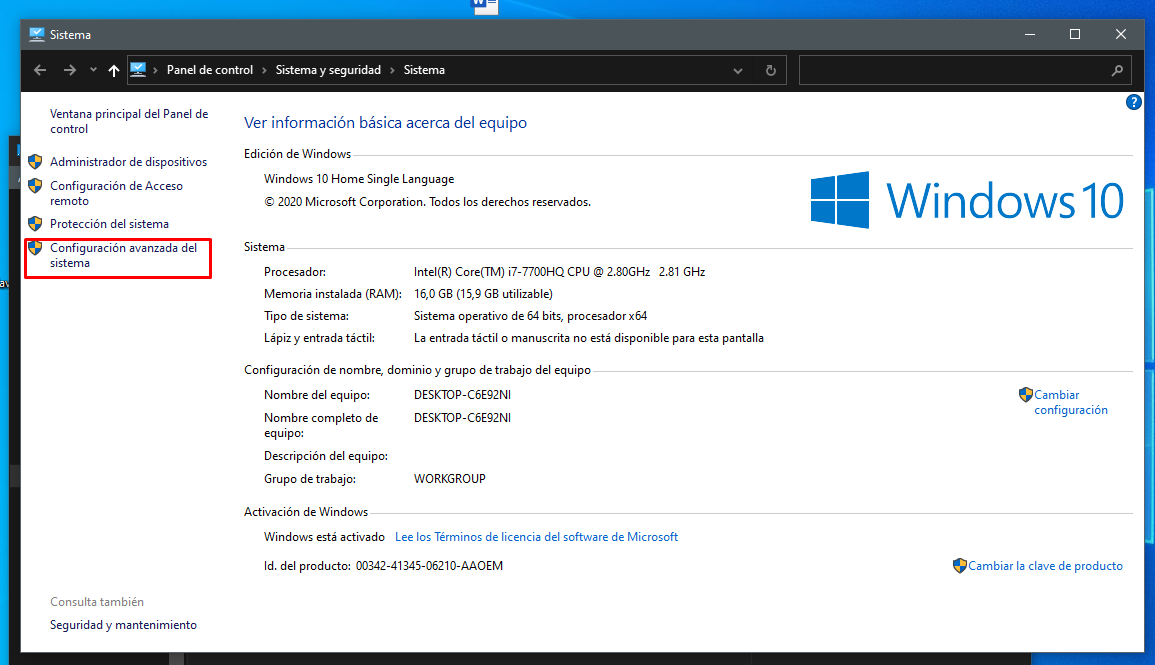 Sistema
Panel de control › Sistema y seguridad › Sistema
Ventana principal del Panel de
control
Administrador de dispositivos
Configuración de Acceso
remoto
Protección del sistema
Configuración avanzada del
sistema
Ver información básica acerca del equipo
Edición de Windows
Windows 10 Home Single Language
© 2020 Microsoft Corporation. Todos los derechos reservados.
Windows 10
Sistema
Procesador: Intel(R) Core(TM) i7-7700HQ CPU @ 2.80GHz 2.81 GHz
Memoria instalada (RAM): 16,0 GB (15,9 GB utilizable)
Tipo de sistema: Sistema operativo de 64 bits, procesador x64
Lápiz y entrada táctil: La entrada táctil o manuscrita no está disponible para esta pantalla
Configuración de nombre, dominio y grupo de trabajo del equipo
Nombre del equipo: DESKTOP-C6E92NI
Cambiar
configuración
Nombre completo de
equipo: DESKTOP-C6E92NI
Descripción del equipo:
Grupo de trabajo: WORKGROUP
Activación de Windows
Windows está activado Lee los Términos de licencia del software de Microsoft
Id. del producto: 00342-41345-06210-AAOEM
Cambiar la clave de producto
Consulta también
Seguridad y mantenimiento